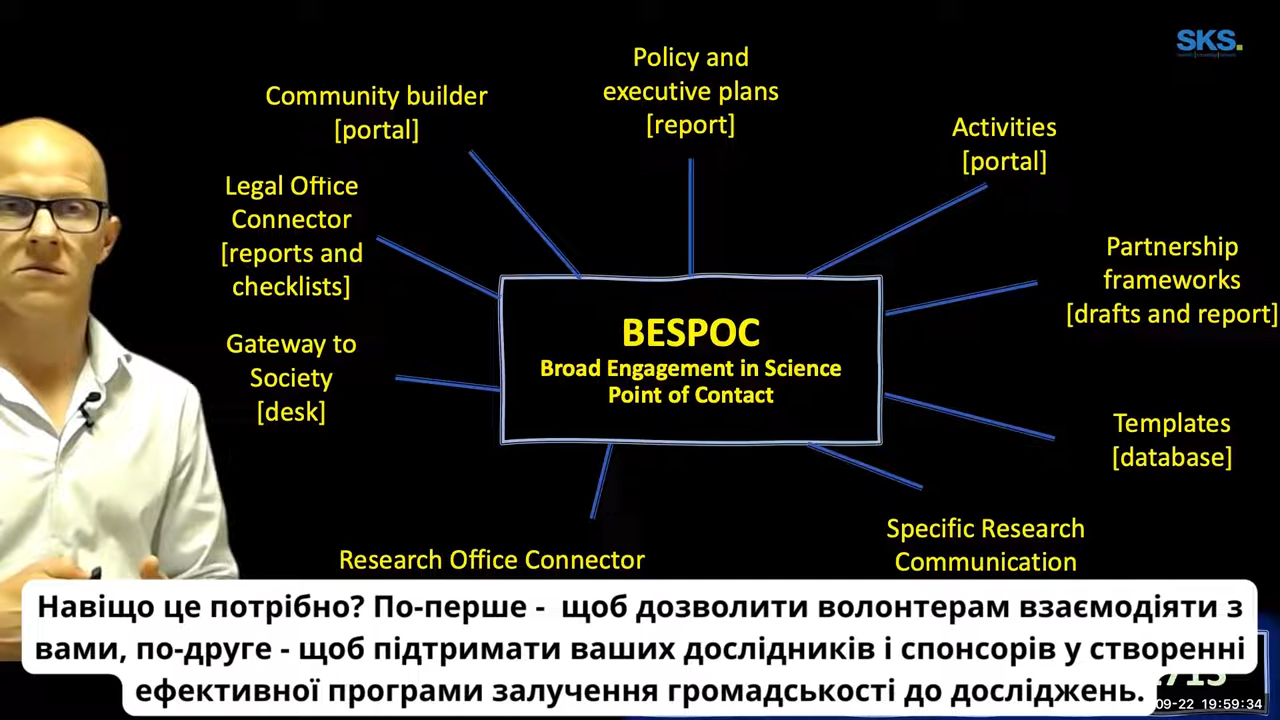 SKS.
Policy and
executive plans
[report]
Community builder
[portal]
Activities
[portal]
Legal Office
Connector
[reports and
checklists]
Partnership
frameworks
[drafts and report]
BESPOC
Broad Engagement in Science
Point of Contact
Gateway to
Society
[desk]
Templates
[database]
Specific Research
Communication
Research Office Connector
Навіщо це потрібно? По-перше - щоб дозволити волонтерам взаємодіяти з
вами, по-друге - щоб підтримати ваших дослідників і спонсорів у створенні
ефективної програми залучення громадськості до досліджень.
09-22 19:59:34